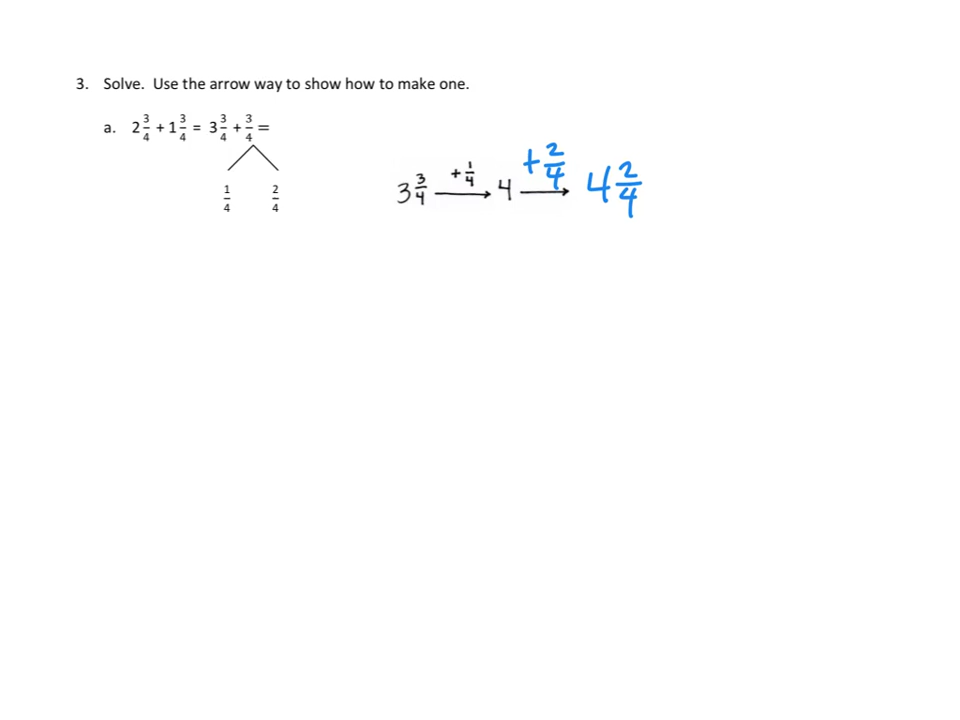 3. Solve. Use the arrow way to show how to make one.
a. 2 3/4 + 1 3/4 = 3 3/4 + 3/4 =
1/4 2/4
3 3/4 +1/4 4 +2/4 4 2/4